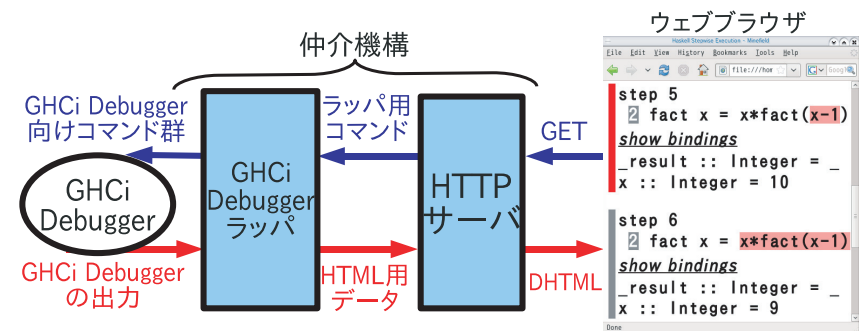 ウェブブラウザ
仲介機構
GHCi Debugger
向けコマンド群
ラッパ用
コマンド
GET
GHCi
Debugger
GHCi
Debugger
ラッパ
HTTP
サーバ
GHCi Debugger
の出力
HTML用
データ
DHTML
Haskell Stepwise Execution - Minefield
File Edit View History Bookmarks Tools Help
file:///hom
Googl
step 5
2 fact x = x*fact(x-1)
show bindings
_result :: Integer = _
x :: Integer = 10
step 6
2 fact x = x*fact(x-1)
show bindings
_result :: Integer = _
x :: Integer = 9
Done